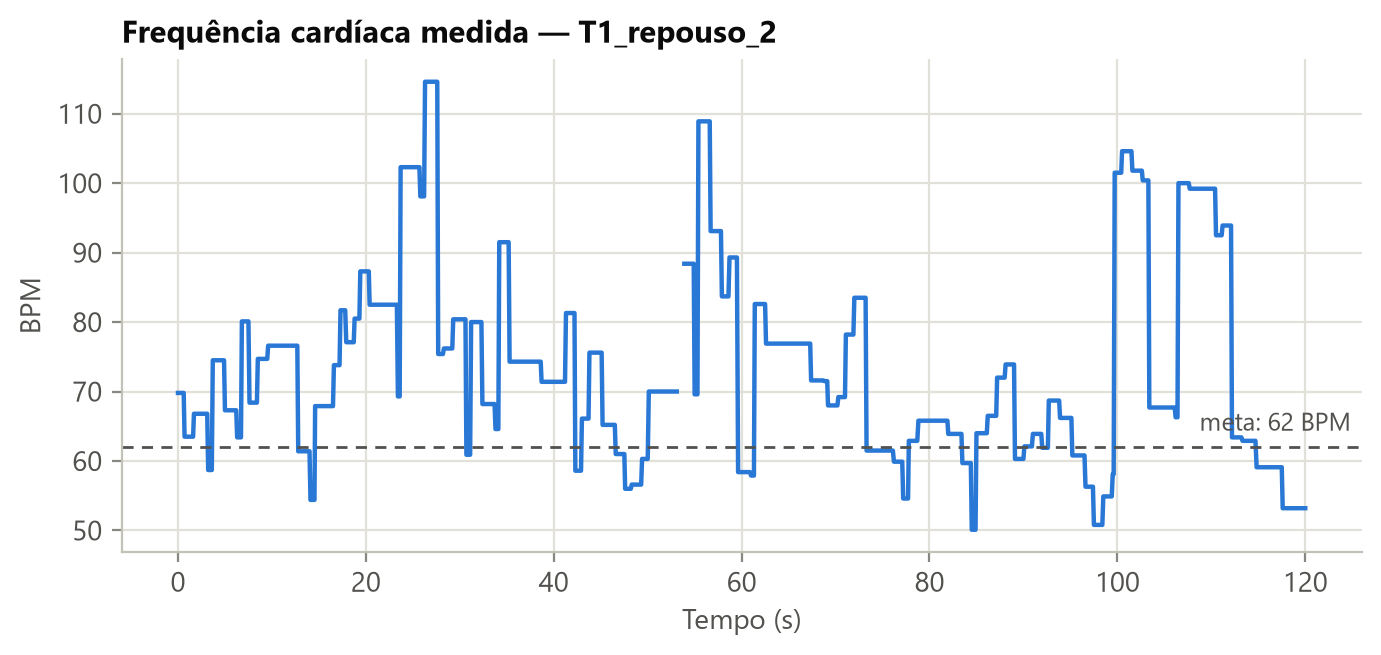 Frequência cardíaca medida — T1_repouso_2
110
100
90
80
70
60
50
BPM
meta: 62 BPM
0 20 40 60 80 100 120
Tempo (s)